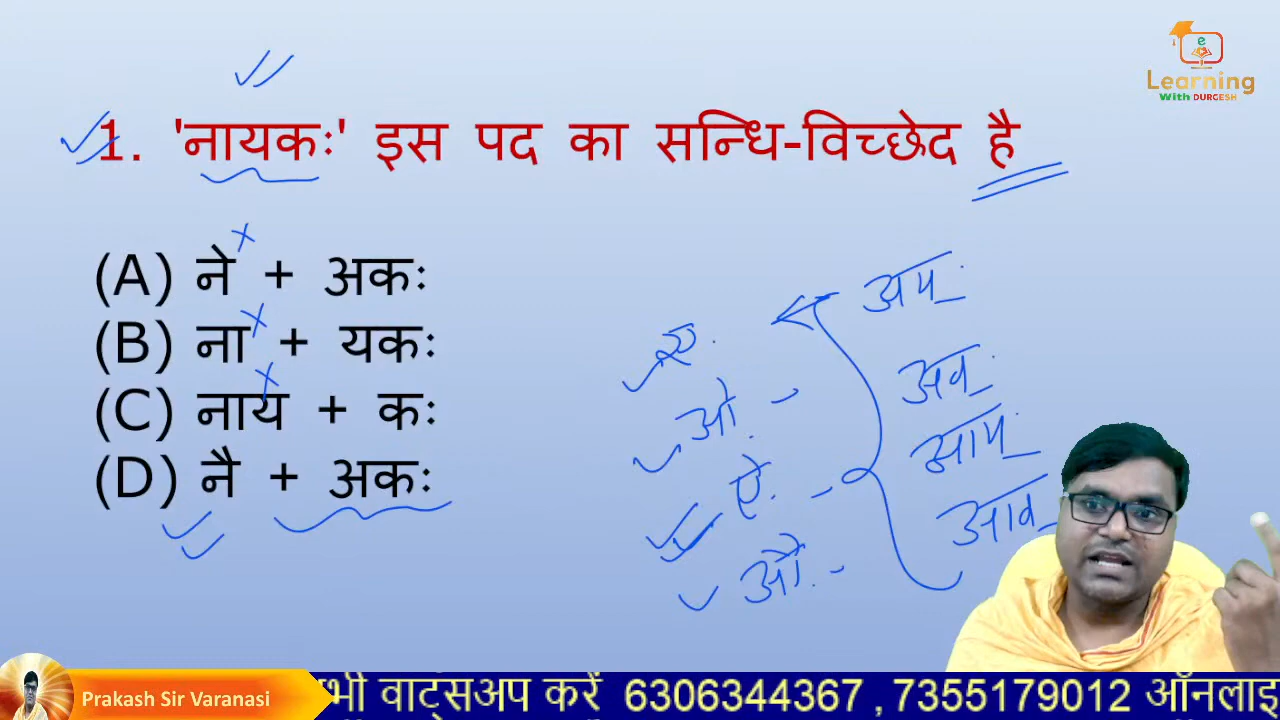 e
Learning
With DURGESH
1. 'नायकः' इस पद का सन्धि-विच्छेद है
(A) ने + अकः
(B) ना + यकः
(C) नाय + कः
(D) नै + अकः
ए
ओ
ऐ
औ
अय
अव
आय
आव
Prakash Sir Varanasi
भी वाट्सअप करें 6306344367 ,7355179012 ऑनलाइ